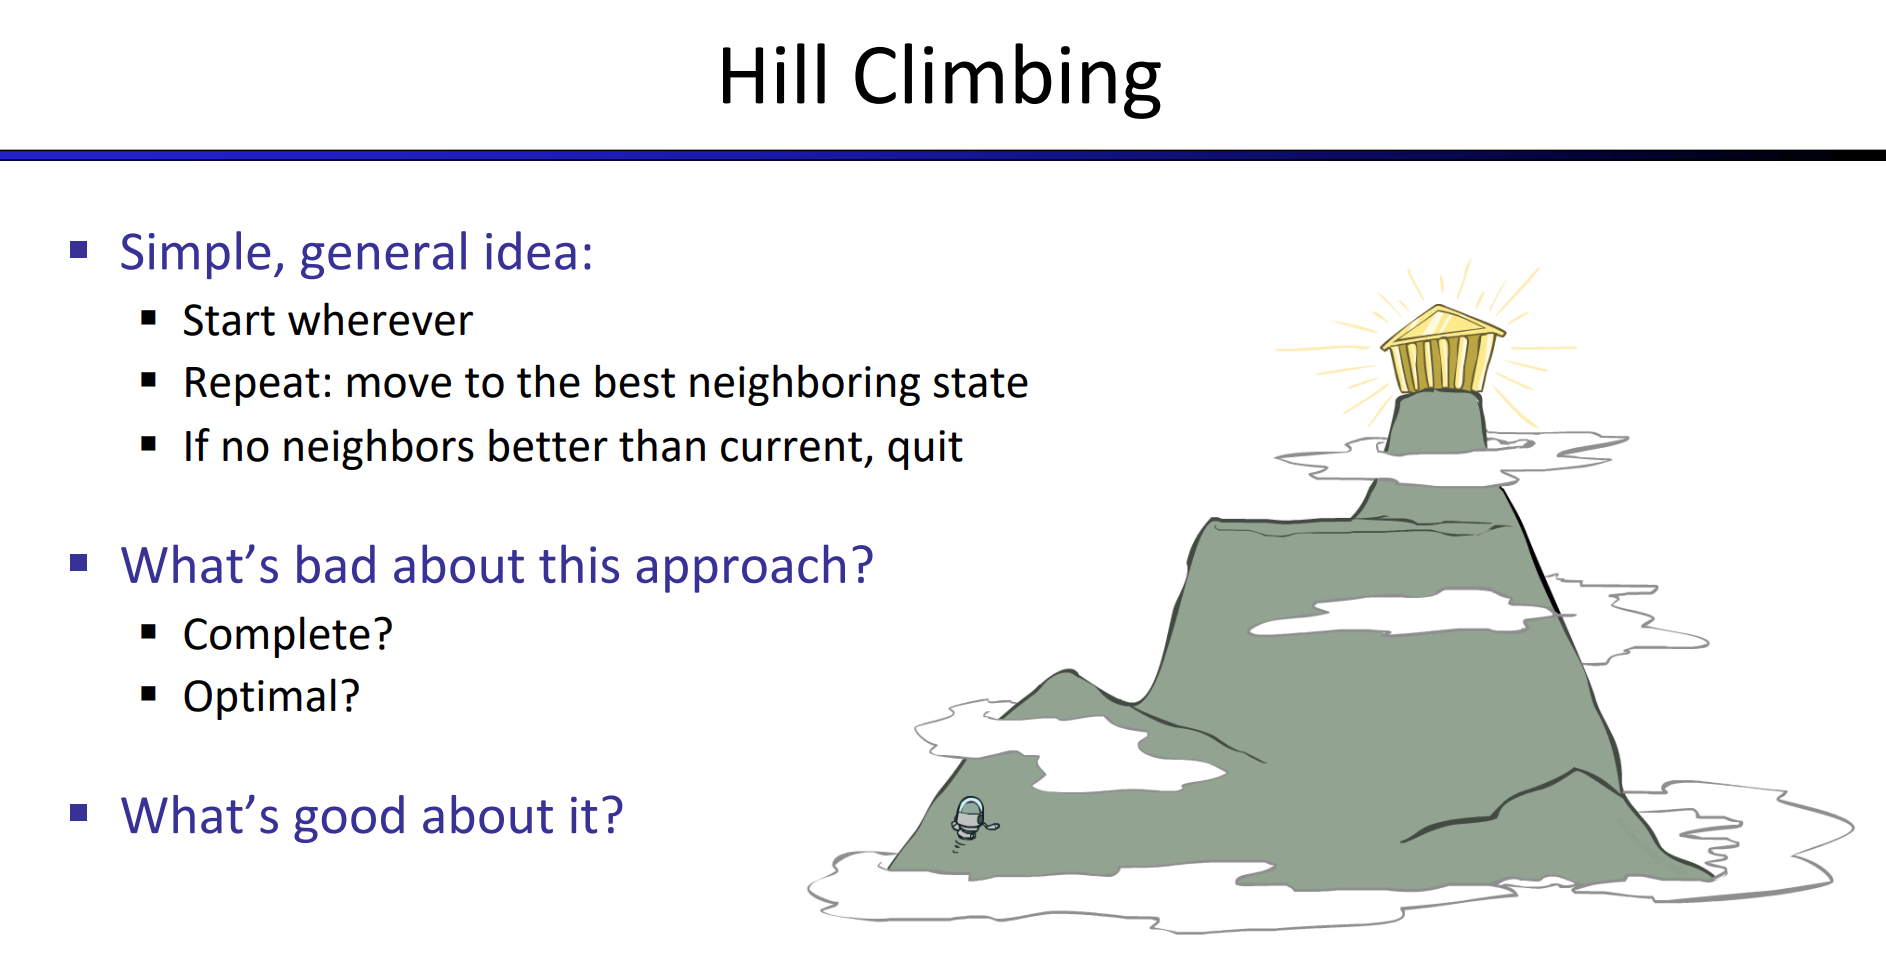 Hill Climbing
Simple, general idea:
Start wherever
Repeat: move to the best neighboring state
If no neighbors better than current, quit
What’s bad about this approach?
Complete?
Optimal?
What’s good about it?